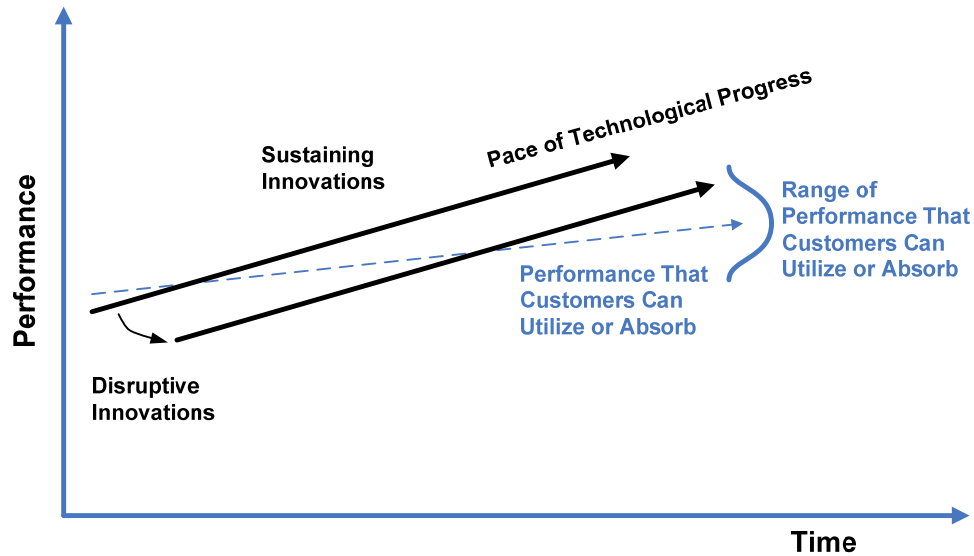 Pace of Technological Progress
Sustaining
Innovations
Range of
Performance That
Customers Can
Utilize or Absorb
Performance
Performance That
Customers Can
Utilize or Absorb
Disruptive
Innovations
Time